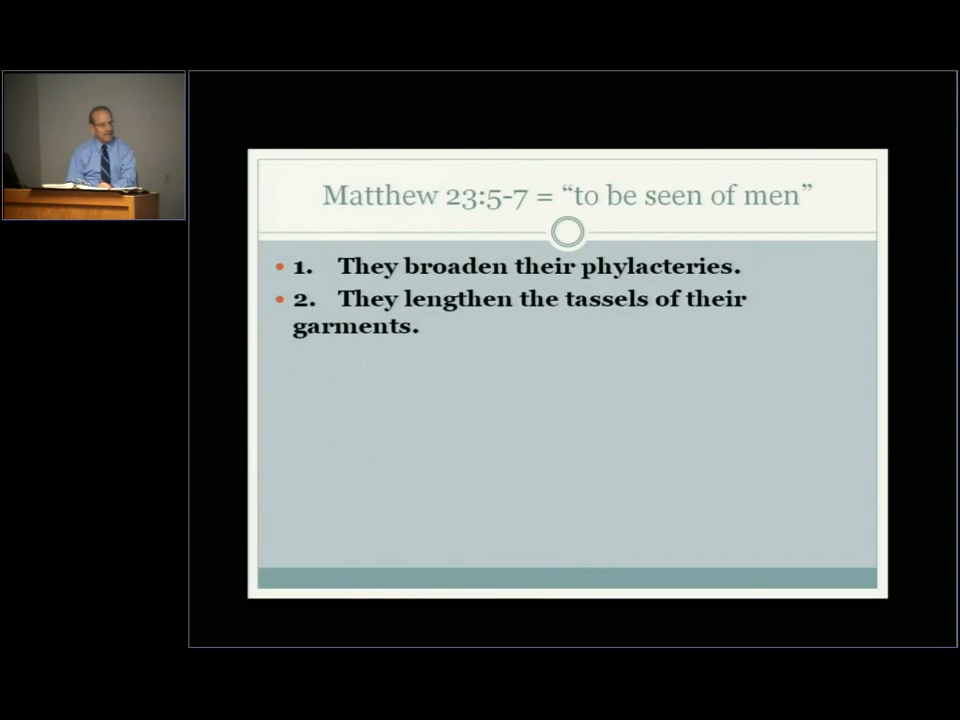 Matthew 23:5-7 = “to be seen of men”
• 1. They broaden their phylacteries.
• 2. They lengthen the tassels of their
garments.